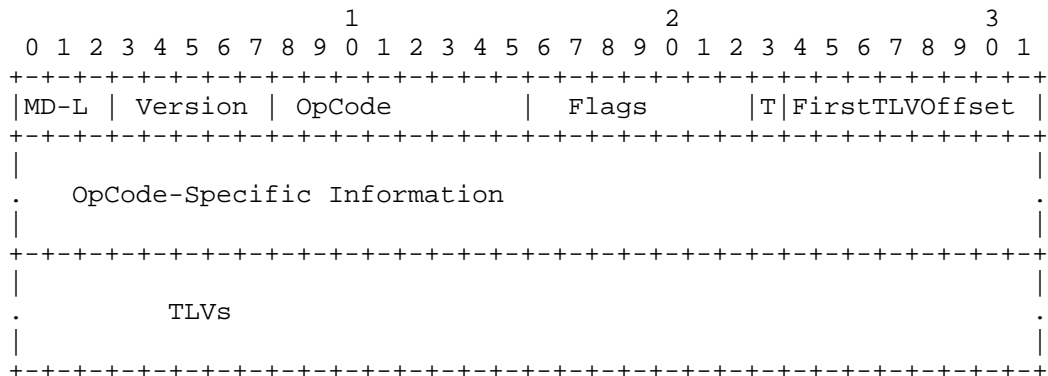 1                   2                   3
 0 1 2 3 4 5 6 7 8 9 0 1 2 3 4 5 6 7 8 9 0 1 2 3 4 5 6 7 8 9 0 1
+-+-+-+-+-+-+-+-+-+-+-+-+-+-+-+-+-+-+-+-+-+-+-+-+-+-+-+-+-+-+-+-+
|MD-L | Version | OpCode        |  Flags      |T|FirstTLVOffset |
+-+-+-+-+-+-+-+-+-+-+-+-+-+-+-+-+-+-+-+-+-+-+-+-+-+-+-+-+-+-+-+-+
|                                                               |
.   OpCode-Specific Information                                 .
|                                                               |
+-+-+-+-+-+-+-+-+-+-+-+-+-+-+-+-+-+-+-+-+-+-+-+-+-+-+-+-+-+-+-+-+
|                                                               |
.         TLVs                                                  .
|                                                               |
+-+-+-+-+-+-+-+-+-+-+-+-+-+-+-+-+-+-+-+-+-+-+-+-+-+-+-+-+-+-+-+-+